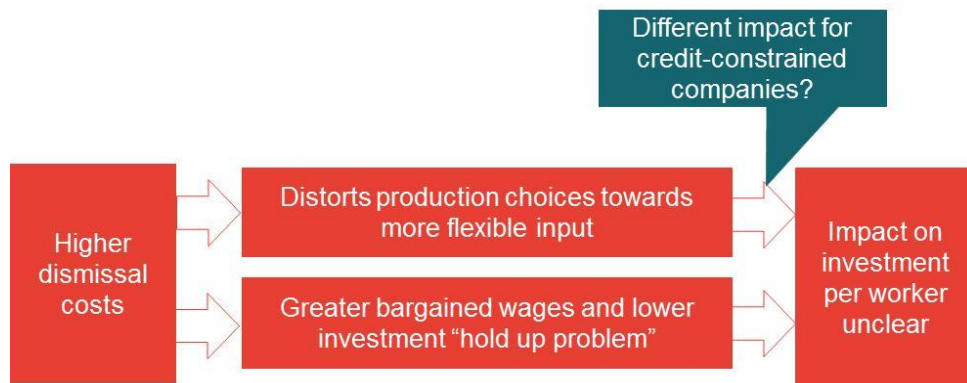 Different impact for
credit-constrained
companies?
Higher
dismissal
costs
Distorts production choices towards
more flexible input
Greater bargained wages and lower
investment “hold up problem”
Impact on
investment
per worker
unclear